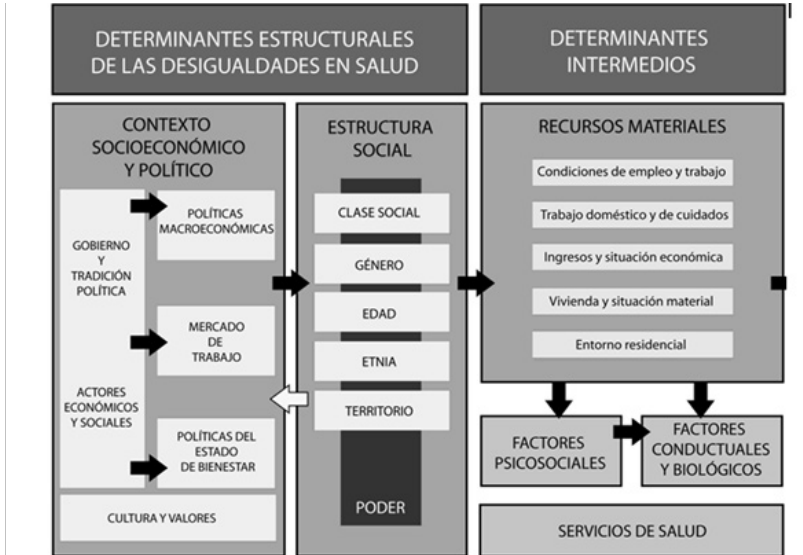 DETERMINANTES ESTRUCTURALES
DE LAS DESIGUALDADES EN SALUD
DETERMINANTES
INTERMEDIOS
CONTEXTO
SOCIOECONÓMICO
Y POLÍTICO
GOBIERNO
Y
TRADICIÓN
POLÍTICA
ACTORES
ECONÓMICOS
Y SOCIALES
POLÍTICAS
MACROECONÓMICAS
MERCADO
DE
TRABAJO
POLÍTICAS DEL
ESTADO
DE BIENESTAR
CULTURA Y VALORES
ESTRUCTURA
SOCIAL
CLASE SOCIAL
GÉNERO
EDAD
ETNIA
TERRITORIO
PODER
RECURSOS MATERIALES
Condiciones de empleo y trabajo
Trabajo doméstico y de cuidados
Ingresos y situación económica
Vivienda y situación material
Entorno residencial
FACTORES
PSICOSOCIALES
FACTORES
CONDUCTUALES
Y BIOLÓGICOS
SERVICIOS DE SALUD